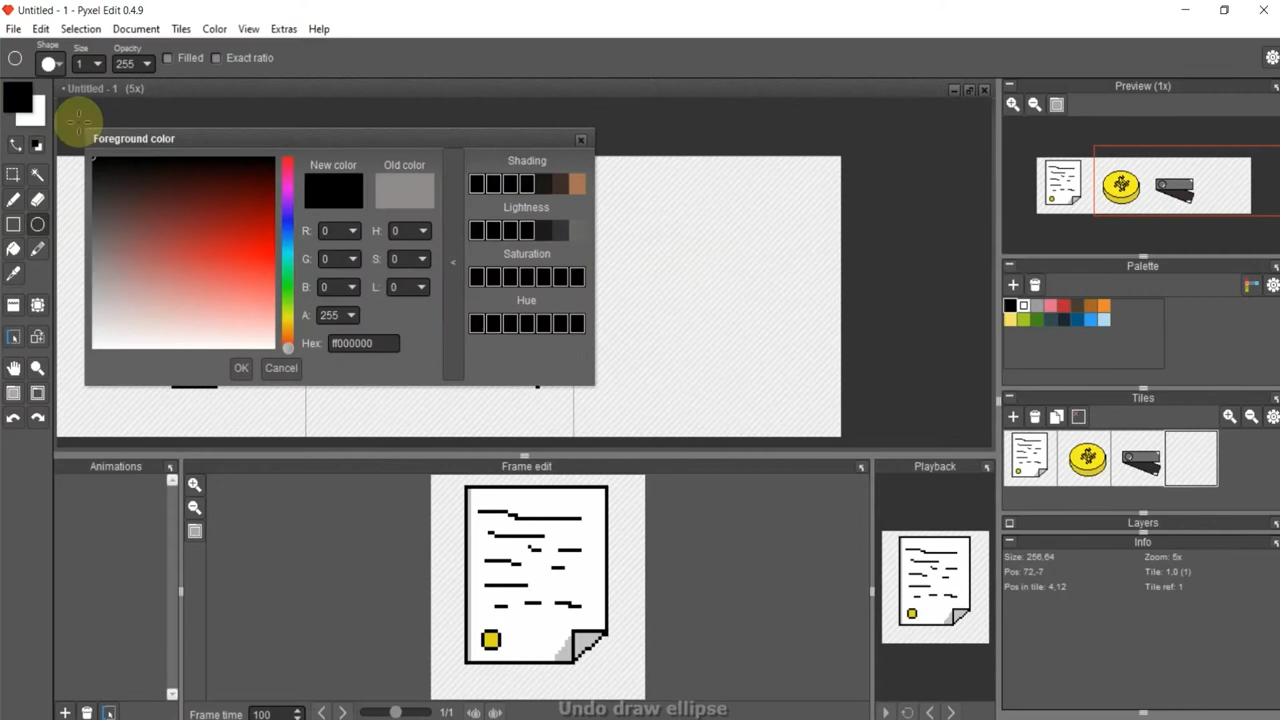 Untitled - 1 - Pyxel Edit 0.4.9
File Edit Selection Document Tiles Color View Extras Help
Shape Size Opacity
1 255 Filled Exact ratio
• Untitled - 1 (5x)
Preview (1x)
Foreground color
New color Old color Shading
Lightness
R: 0 H: 0
G: 0 S: 0 Saturation
B: 0 L: 0
A: 255 Hue
Hex: ff000000
OK Cancel
<
Palette
Tiles
Animations Frame edit Playback
Layers
Info
Size: 256,64 Zoom: 5x
Pos: 72,-7 Tile: 1,0 (1)
Pos in tile: 4,12 Tile ref: 1
Frame time 100 1/1 Undo draw ellipse